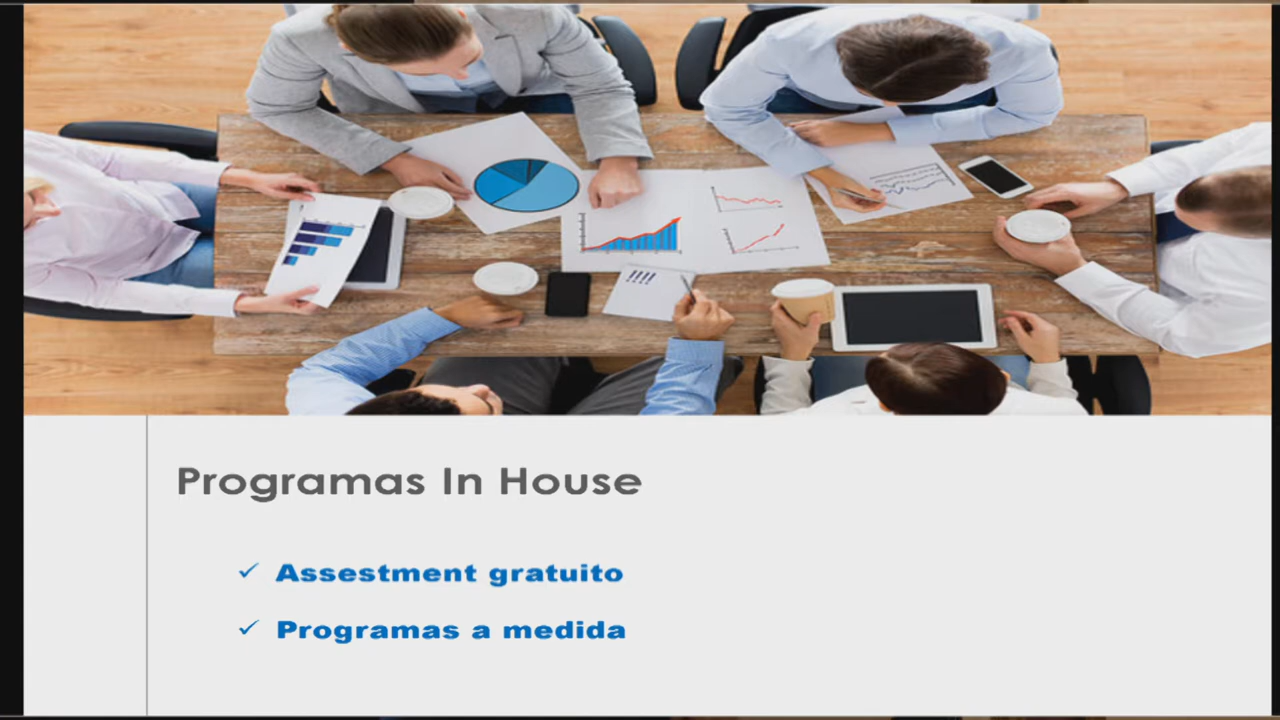 Programas In House
✓ Assestment gratuito
✓ Programas a medida